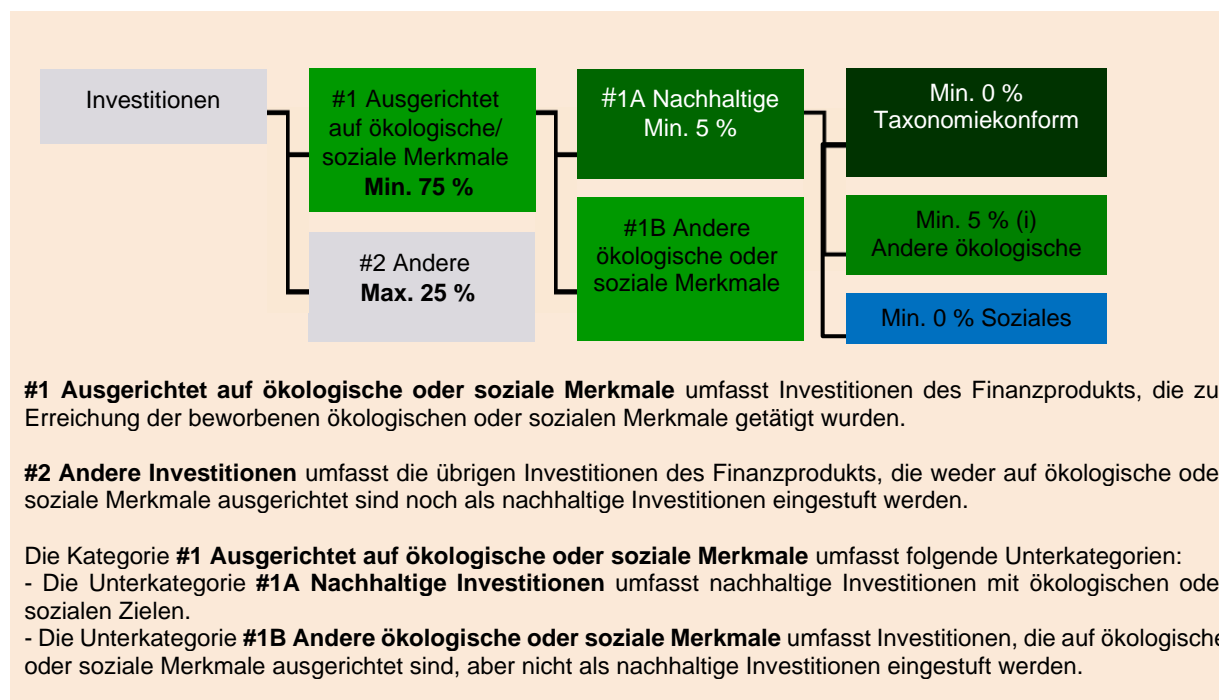 Investitionen
#1 Ausgerichtet
auf ökologische/
soziale Merkmale
Min. 75 %
#2 Andere
Max. 25 %
#1A Nachhaltige
Min. 5 %
#1B Andere
ökologische oder
soziale Merkmale
Min. 0 %
Taxonomiekonform
Min. 5 % (i)
Andere ökologische
Min. 0 % Soziales
#1 Ausgerichtet auf ökologische oder soziale Merkmale umfasst Investitionen des Finanzprodukts, die zu
Erreichung der beworbenen ökologischen oder sozialen Merkmale getätigt wurden.
#2 Andere Investitionen umfasst die übrigen Investitionen des Finanzprodukts, die weder auf ökologische ode
soziale Merkmale ausgerichtet sind noch als nachhaltige Investitionen eingestuft werden.
Die Kategorie #1 Ausgerichtet auf ökologische oder soziale Merkmale umfasst folgende Unterkategorien:
- Die Unterkategorie #1A Nachhaltige Investitionen umfasst nachhaltige Investitionen mit ökologischen ode
sozialen Zielen.
- Die Unterkategorie #1B Andere ökologische oder soziale Merkmale umfasst Investitionen, die auf ökologische
oder soziale Merkmale ausgerichtet sind, aber nicht als nachhaltige Investitionen eingestuft werden.